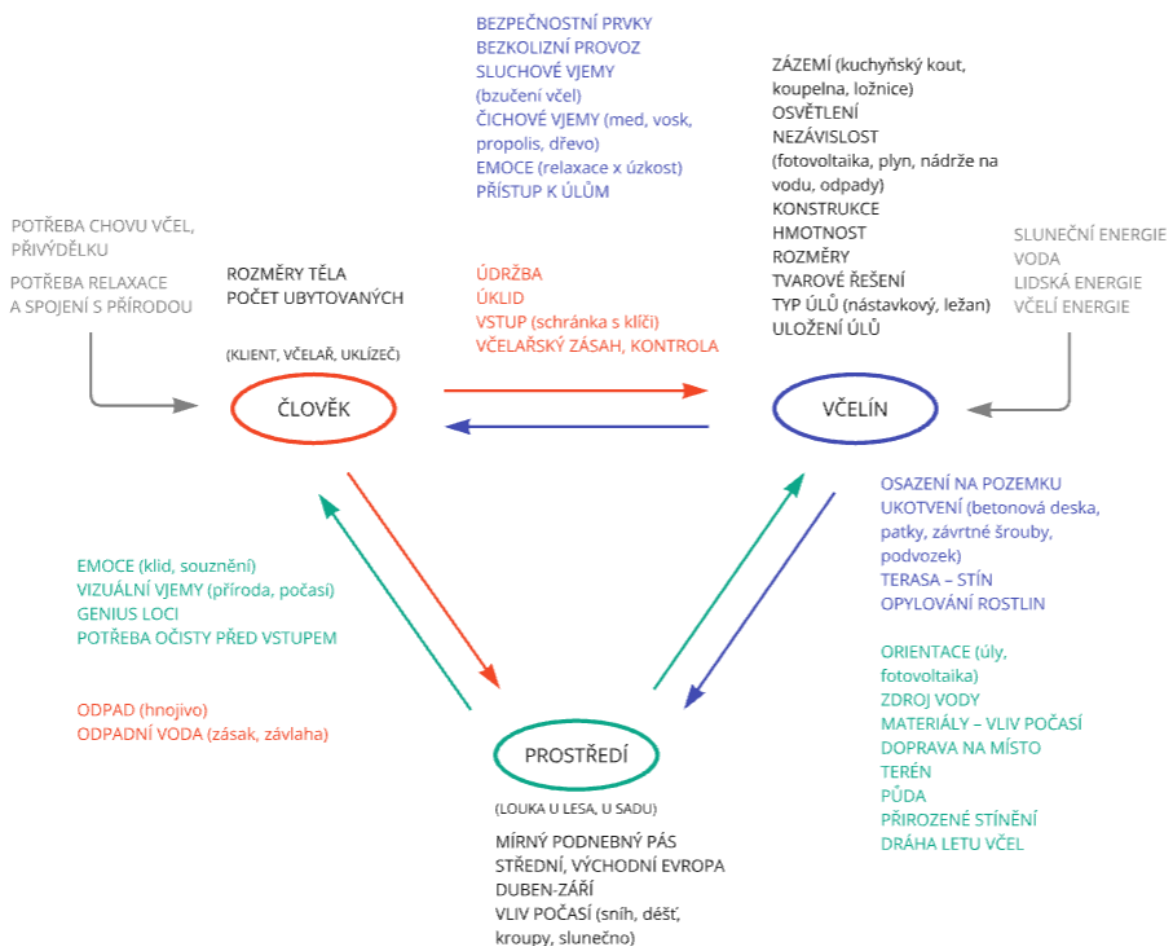 BEZPEČNOSTNÍ PRVKY
BEZKOLIZNÍ PROVOZ
SLUCHOVÉ VJEMY
(bzučení včel)
ČICHOVÉ VJEMY (med, vosk,
propolis, dřevo)
EMOCE (relaxace x úzkost)
PŘÍSTUP K ÚLŮM
ZÁZEMÍ (kuchyňský kout,
koupelna, ložnice)
OSVĚTLENÍ
NEZÁVISLOST
(fotovoltaika, plyn, nádrže na
vodu, odpady)
KONSTRUKCE
HMOTNOST
ROZMĚRY
TVAROVÉ ŘEŠENÍ
TYP ÚLŮ (nástavkový, ležan)
ULOŽENÍ ÚLŮ
POTŘEBA CHOVU VČEL,
PŘIVÝDĚLKU
POTŘEBA RELAXACE
A SPOJENÍ S PŘÍRODOU
ROZMĚRY TĚLA
POČET UBYTOVANÝCH
(KLIENT, VČELAŘ, UKLÍZEČ)
ÚDRŽBA
ÚKLID
VSTUP (schránka s klíči)
VČELAŘSKÝ ZÁSAH, KONTROLA
SLUNEČNÍ ENERGIE
VODA
LIDSKÁ ENERGIE
VČELÍ ENERGIE
ČLOVĚK
VČELÍN
OSAZENÍ NA POZEMKU
UKOTVENÍ (betonová deska,
patky, závrtné šrouby,
podvozek)
TERASA – STÍN
OPYLOVÁNÍ ROSTLIN
EMOCE (klid, souznění)
VIZUÁLNÍ VJEMY (příroda, počasí)
GENIUS LOCI
POTŘEBA OČISTY PŘED VSTUPEM
ODPAD (hnojivo)
ODPADNÍ VODA (zásak, závlaha)
ORIENTACE (úly,
fotovoltaika)
ZDROJ VODY
MATERIÁLY – VLIV POČASÍ
DOPRAVA NA MÍSTO
TERÉN
PŮDA
PŘIROZENÉ STÍNĚNÍ
DRÁHA LETU VČEL
PROSTŘEDÍ
(LOUKA U LESA, U SADU)
MÍRNÝ PODNEBNÝ PÁS
STŘEDNÍ, VÝCHODNÍ EVROPA
DUBEN-ZÁŘÍ
VLIV POČASÍ (sníh, déšť,
kroupy, slunečno)